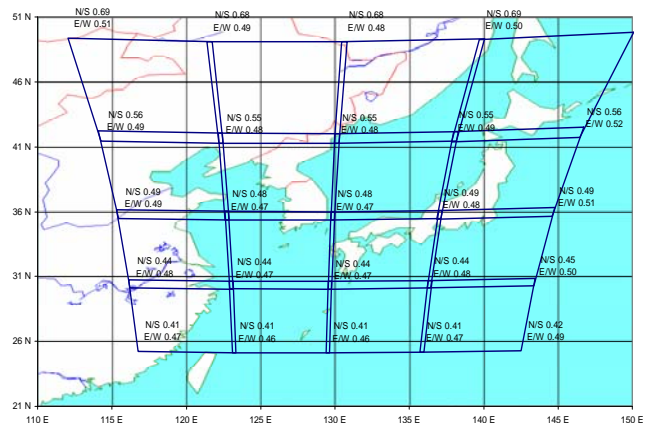 51 N
N/S 0.69
E/W 0.51
N/S 0.68
E/W 0.49
N/S 0.68
E/W 0.48
N/S 0.69
E/W 0.50
46 N
N/S 0.56
E/W 0.49
N/S 0.55
E/W 0.48
N/S 0.55
E/W 0.48
N/S 0.55
E/W 0.49
N/S 0.56
E/W 0.52
41 N
N/S 0.49
E/W 0.49
N/S 0.48
E/W 0.47
N/S 0.48
E/W 0.47
N/S 0.49
E/W 0.48
N/S 0.49
E/W 0.51
36 N
N/S 0.44
E/W 0.48
N/S 0.44
E/W 0.47
N/S 0.44
E/W 0.47
N/S 0.44
E/W 0.48
N/S 0.45
E/W 0.50
31 N
N/S 0.41
E/W 0.47
N/S 0.41
E/W 0.46
N/S 0.41
E/W 0.46
N/S 0.41
E/W 0.47
N/S 0.42
E/W 0.49
26 N
21 N
110 E 115 E 120 E 125 E 130 E 135 E 140 E 145 E 150 E